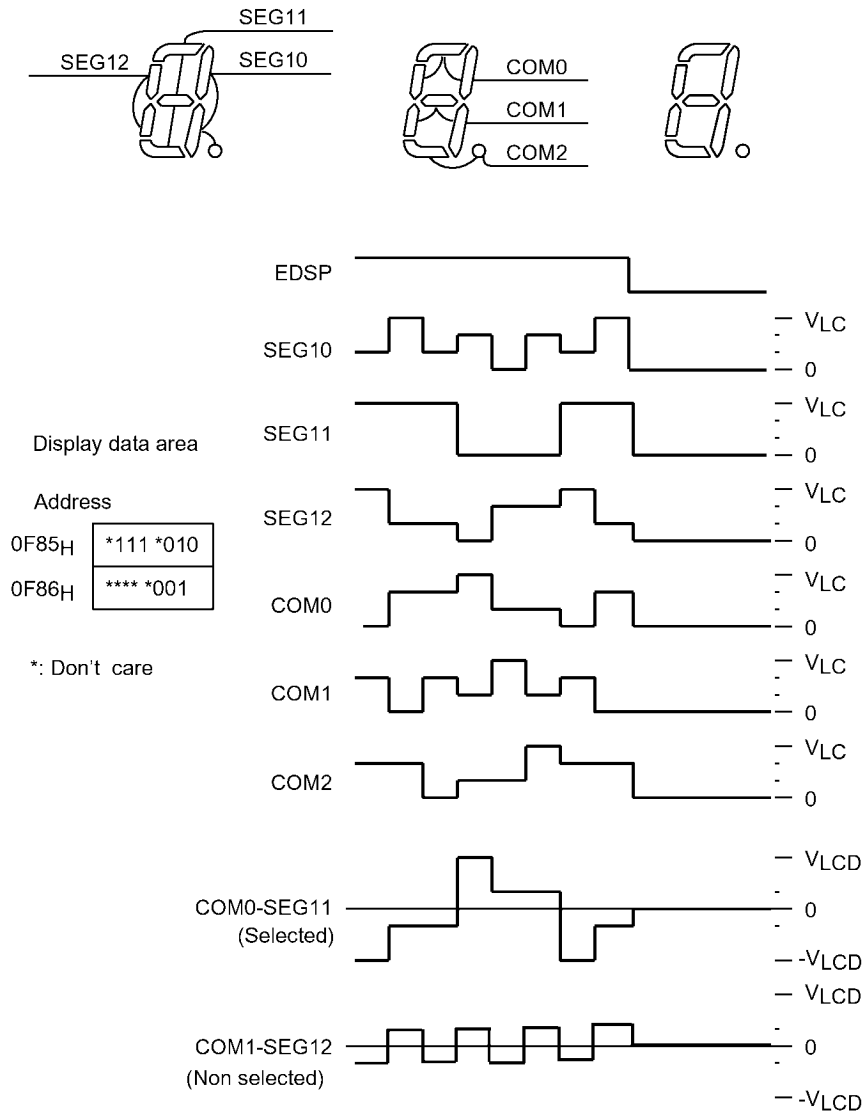 SEG11
SEG12
SEG10
COM0
COM1
COM2
EDSP
SEG10
VLC
0
SEG11
VLC
0
Display data area
SEG12
VLC
0
Address
0F85H
*111 *010
0F86H
**** *001
COM0
VLC
0
*: Don't care
COM1
VLC
0
COM2
VLC
0
COM0-SEG11
(Selected)
VLCD
0
-VLCD
COM1-SEG12
(Non selected)
VLCD
0
-VLCD